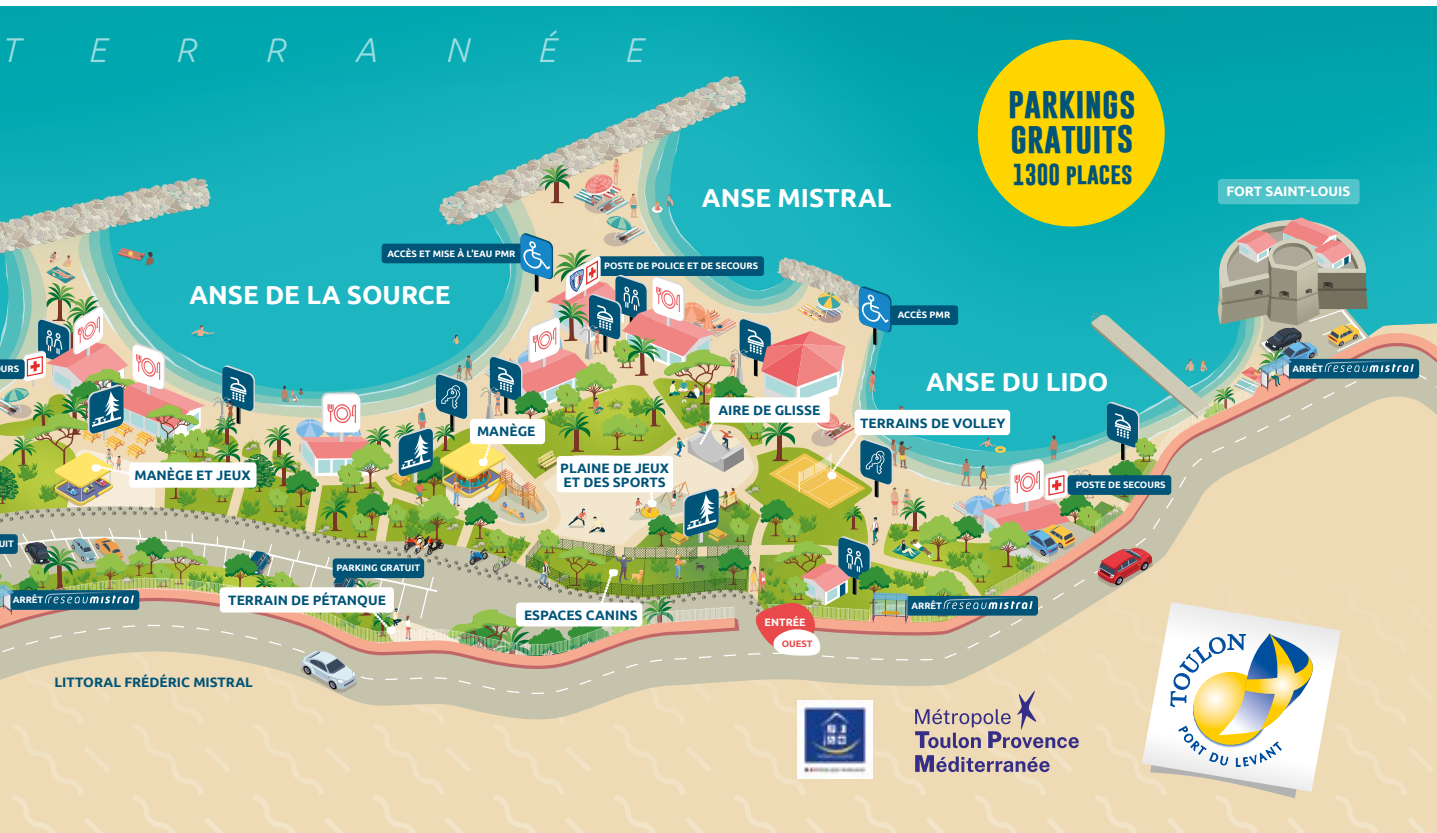 T E R R A N É E
PARKINGS
GRATUITS
1300 PLACES
FORT SAINT-LOUIS
ANSE MISTRAL
ACCÈS ET MISE À L'EAU PMR
POSTE DE POLICE ET DE SECOURS
ANSE DE LA SOURCE
ACCÈS PMR
OURS
ARRÊT reseaumistral
ANSE DU LIDO
AIRE DE GLISSE
TERRAINS DE VOLLEY
MANÈGE
MANÈGE ET JEUX
PLAINE DE JEUX
ET DES SPORTS
POSTE DE SECOURS
UIT
PARKING GRATUIT
ARRÊT reseaumistral
TERRAIN DE PÉTANQUE
ESPACES CANINS
ARRÊT reseaumistral
ENTRÉE
OUEST
LITTORAL FRÉDÉRIC MISTRAL
Métropole
Toulon Provence
Méditerranée
TOULON
PORT DU LEVANT